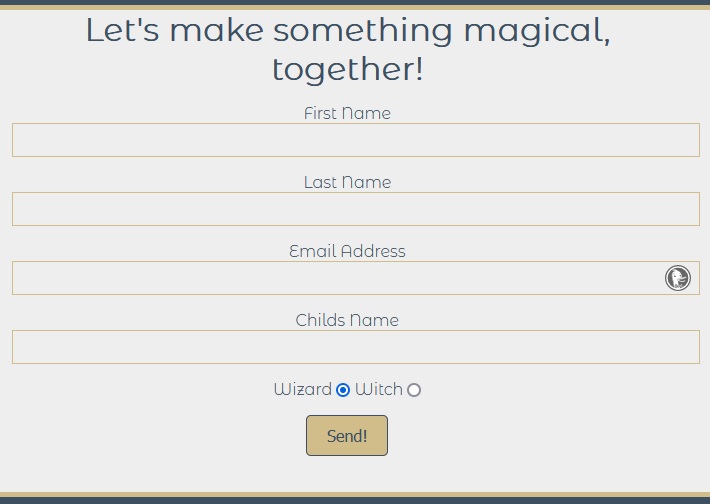 Let's make something magical,
together!
First Name
Last Name
Email Address
Childs Name
Wizard Witch
Send!